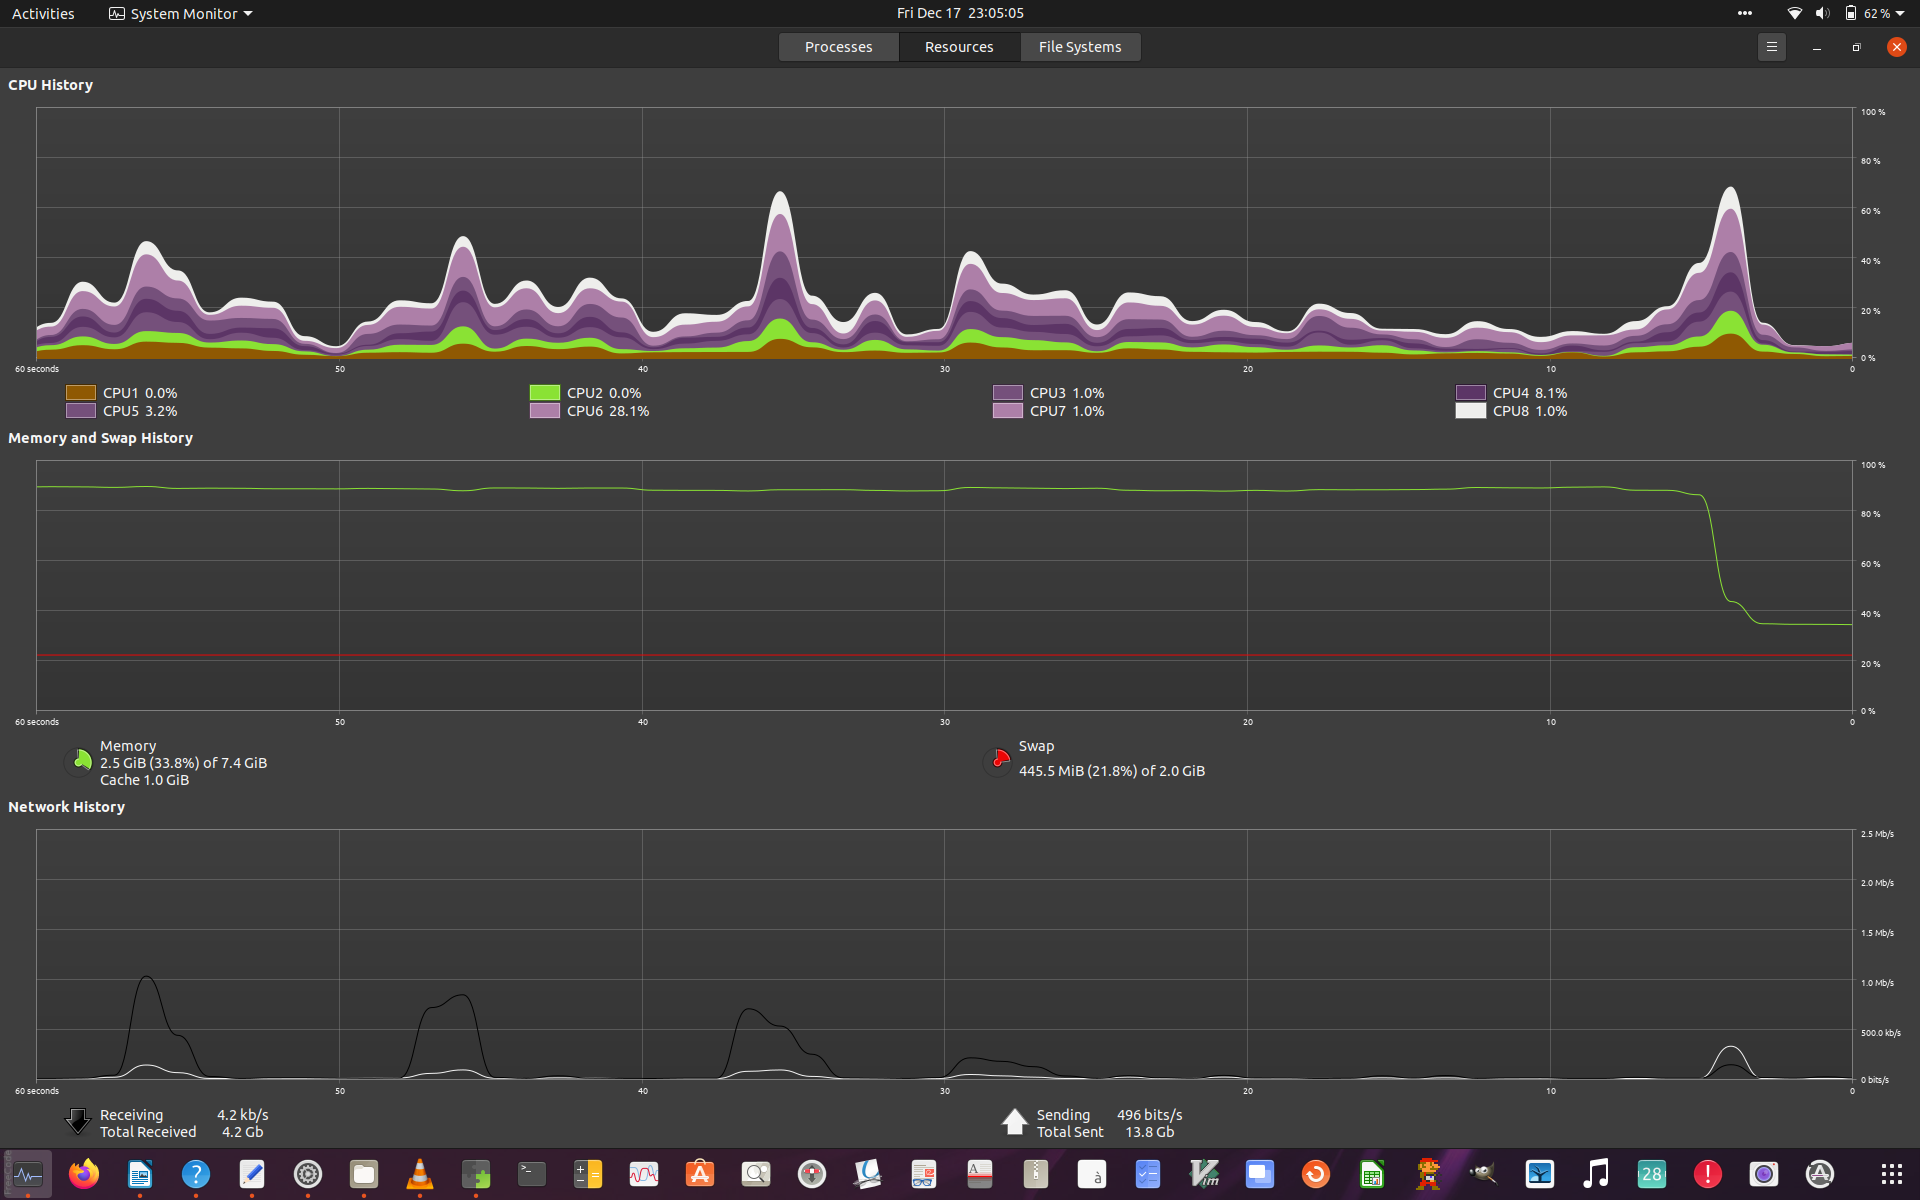 Activities System Monitor Fri Dec 17 23:05:05 62 %
Processes Resources File Systems
CPU History
100 %
80 %
60 %
40 %
20 %
0 %
60 seconds 50 40 30 20 10 0
CPU1 0.0% CPU2 0.0% CPU3 1.0% CPU4 8.1%
CPU5 3.2% CPU6 28.1% CPU7 1.0% CPU8 1.0%
Memory and Swap History
100 %
80 %
60 %
40 %
20 %
0 %
60 seconds 50 40 30 20 10 0
Memory
2.5 GiB (33.8%) of 7.4 GiB
Cache 1.0 GiB
Swap
445.5 MiB (21.8%) of 2.0 GiB
Network History
2.5 Mb/s
2.0 Mb/s
1.5 Mb/s
1.0 Mb/s
500.0 kb/s
0 bits/s
60 seconds 50 40 30 20 10 0
Receiving 4.2 kb/s
Total Received 4.2 Gb
Sending 496 bits/s
Total Sent 13.8 Gb
28